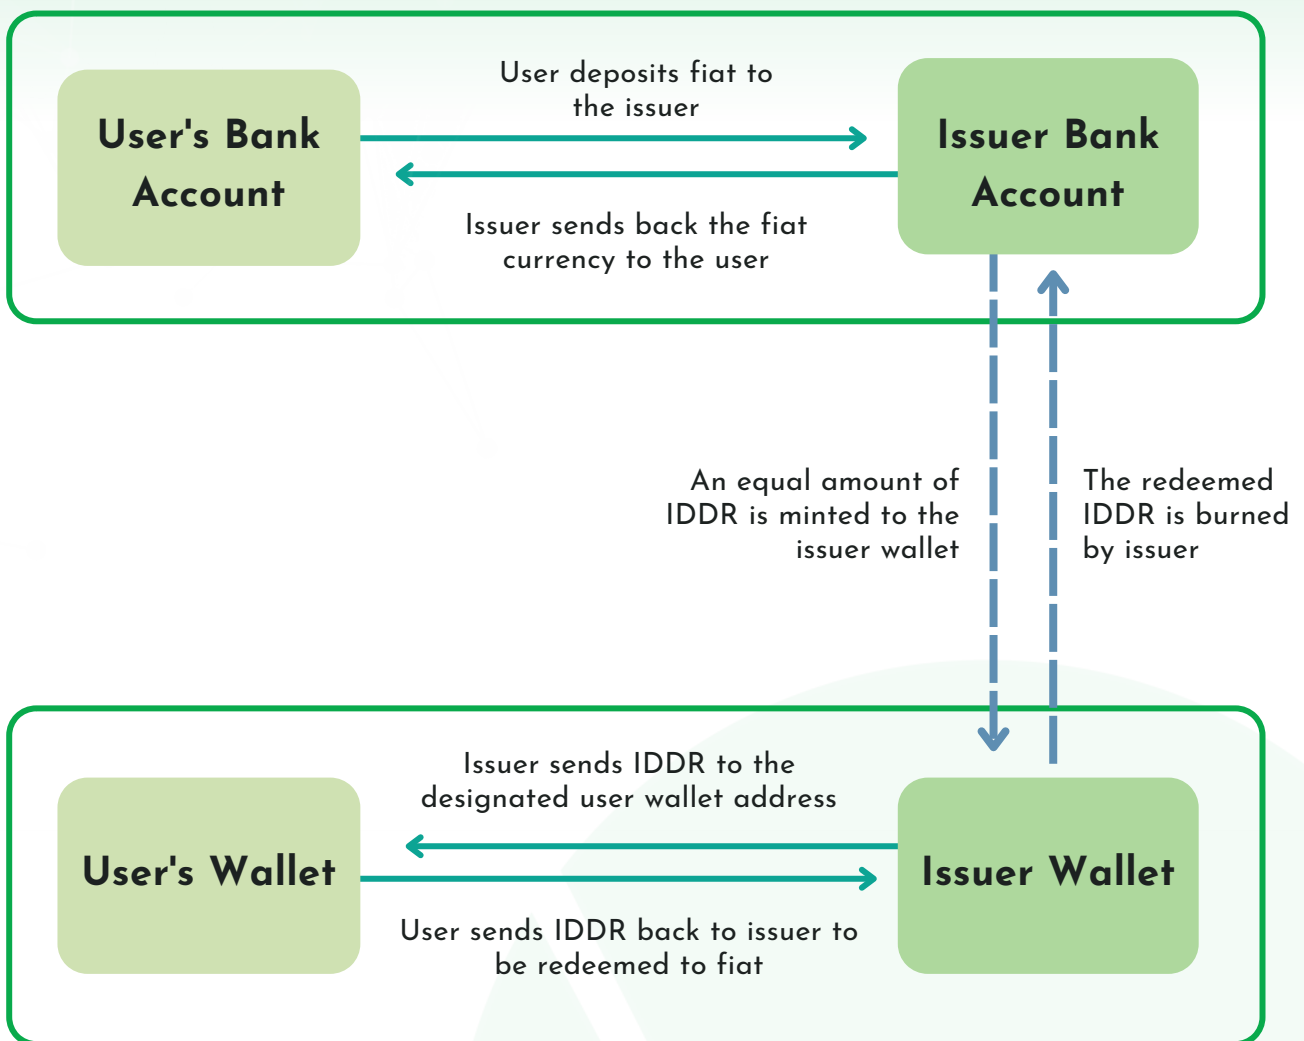 User deposits fiat to
the issuer
User's Bank
Account
Issuer Bank
Account
Issuer sends back the fiat
currency to the user
An equal amount of
IDDR is minted to the
issuer wallet
The redeemed
IDDR is burned
by issuer
Issuer sends IDDR to the
designated user wallet address
User's Wallet
Issuer Wallet
User sends IDDR back to issuer to
be redeemed to fiat